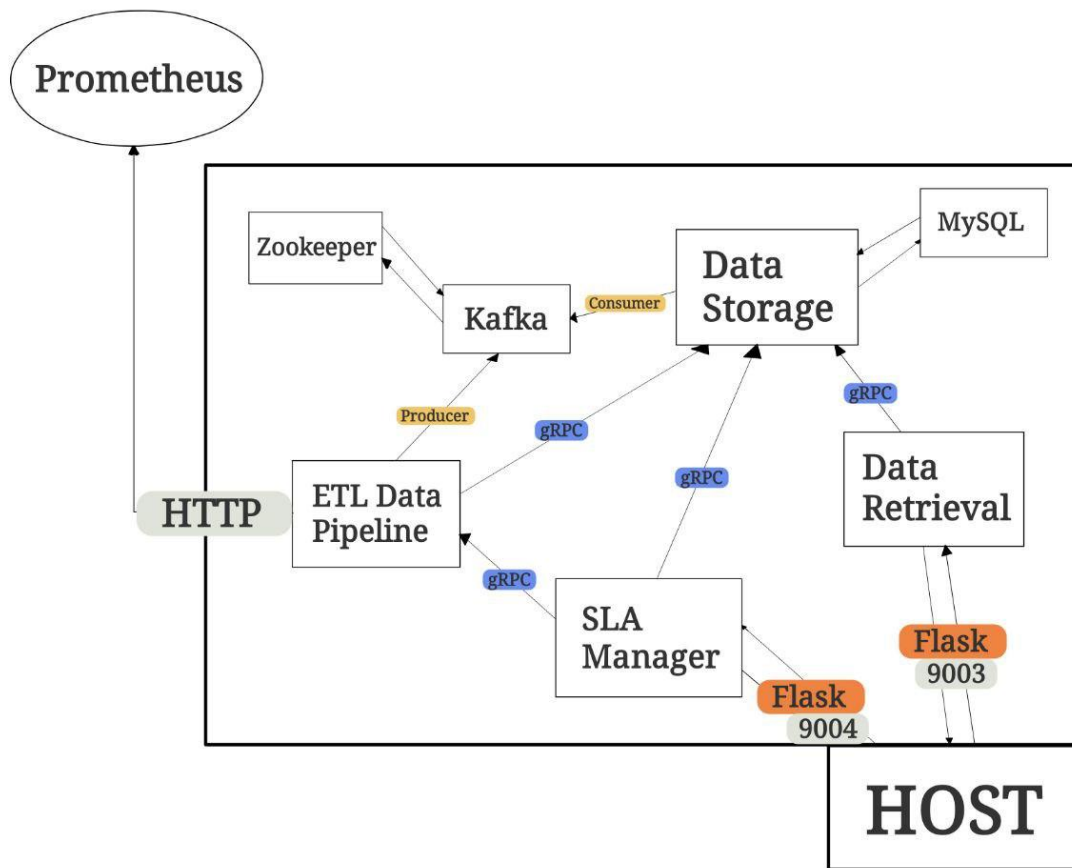 Prometheus
Zookeeper
Kafka
Consumer
Data
Storage
MySQL
Producer
gRPC
gRPC
gRPC
HTTP
ETL Data
Pipeline
gRPC
Data
Retrieval
SLA
Manager
Flask
9003
Flask
9004
HOST